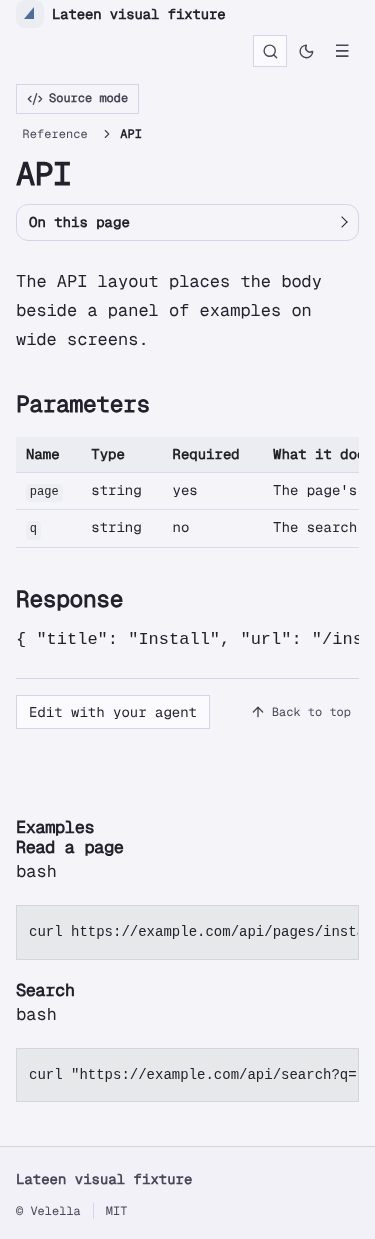 Lateen visual fixture
Source mode
Reference > API
API
On this page
The API layout places the body
beside a panel of examples on
wide screens.
Parameters
Name Type Required What it
page string yes The page's
q string no The search
Response
{ "title": "Install", "url":
Edit with your agent
Back to top
Examples
Read a page
bash
curl https://example.com/api/pages/
Search
bash
curl "https://example.com/api/search?q=
Lateen visual fixture
© Velella MIT